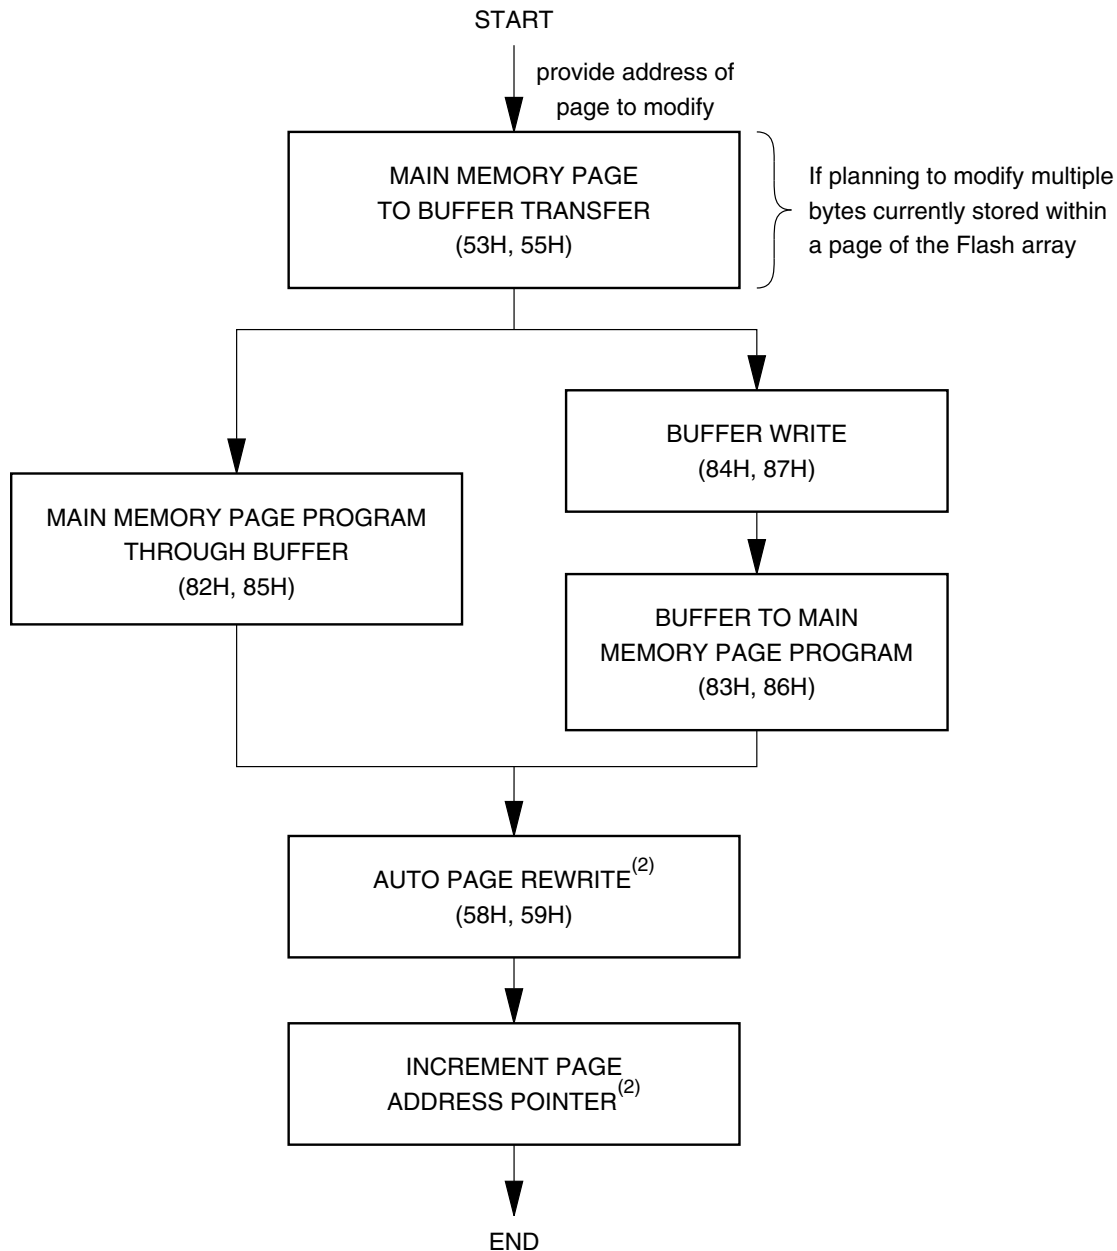 START
provide address of
page to modify
MAIN MEMORY PAGE
TO BUFFER TRANSFER
(53H, 55H)
If planning to modify multiple
bytes currently stored within
a page of the Flash array
BUFFER WRITE
(84H, 87H)
MAIN MEMORY PAGE PROGRAM
THROUGH BUFFER
(82H, 85H)
BUFFER TO MAIN
MEMORY PAGE PROGRAM
(83H, 86H)
AUTO PAGE REWRITE(2)
(58H, 59H)
INCREMENT PAGE
ADDRESS POINTER(2)
END